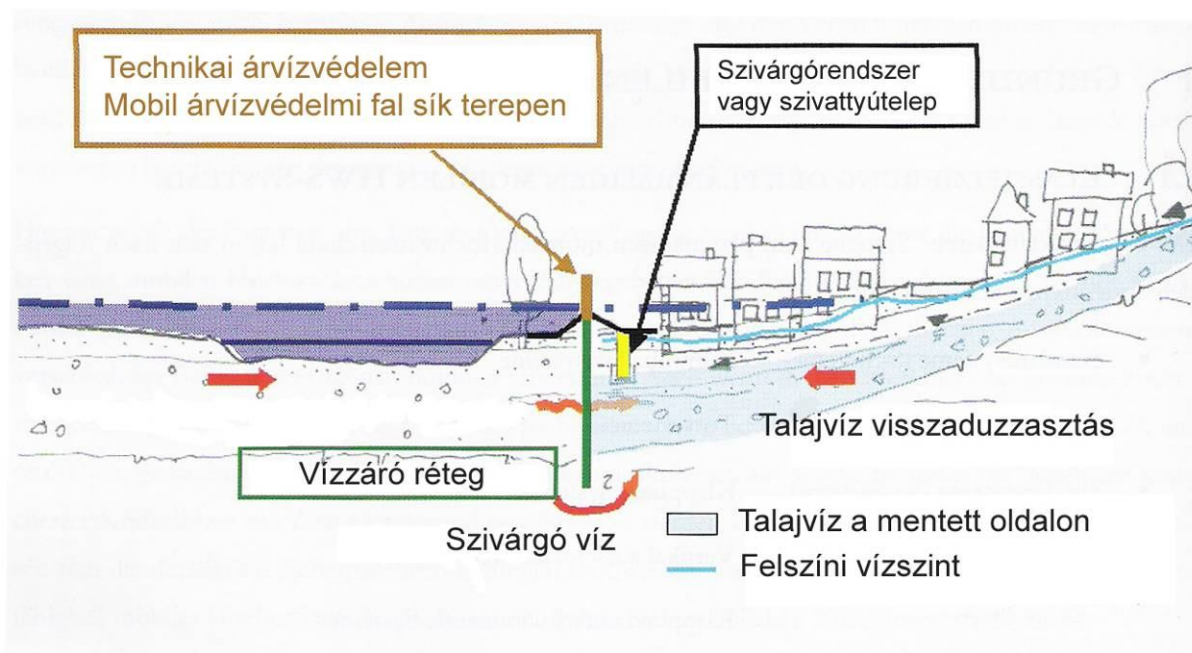 Technikai árvízvédelem
Mobil árvízvédelmi fal sík terepen
Szivárgórendszer
vagy szivattyútelep
Talajvíz visszaduzzasztás
Vízzáró réteg
Szivárgó víz
Talajvíz a mentett oldalon
Felszíni vízszint